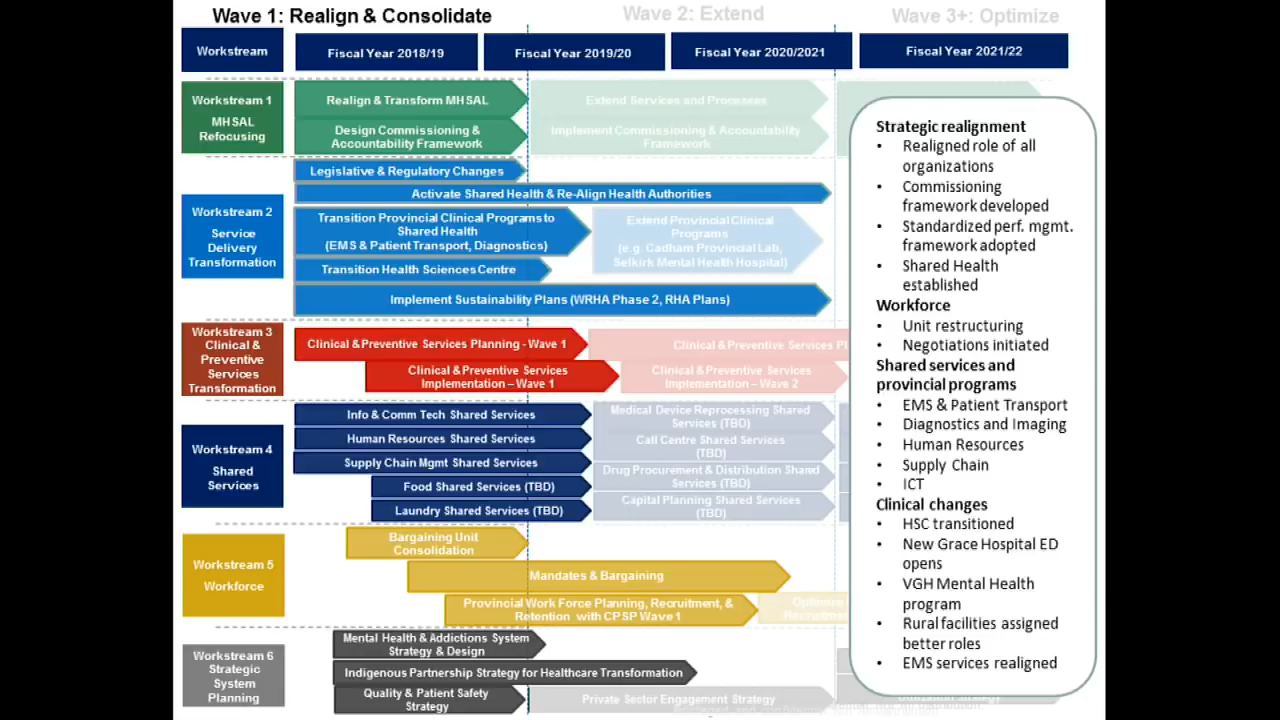 Wave 1: Realign & Consolidate
Wave 2: Extend
Wave 3+: Optimize
Workstream
Fiscal Year 2018/19
Fiscal Year 2019/20
Fiscal Year 2020/2021
Fiscal Year 2021/22
Workstream 1
MHSAL
Refocusing
Realign & Transform MHSAL
Extend Services and Processes
Design Commissioning &
Accountability Framework
Implement Commissioning & Accountability
Framework
Workstream 2
Service
Delivery
Transformation
Legislative & Regulatory Changes
Activate Shared Health & Re-Align Health Authorities
Transition Provincial Clinical Programs to
Shared Health
(EMS & Patient Transport, Diagnostics)
Extend Provincial Clinical
Programs
(e.g. Cadham Provincial Lab,
Selkirk Mental Health Hospital)
Transition Health Sciences Centre
Implement Sustainability Plans (WRHA Phase 2, RHA Plans)
Workstream 3
Clinical &
Preventive
Services
Transformation
Clinical & Preventive Services Planning - Wave 1
Clinical & Preventive Services Pl
Clinical & Preventive Services
Implementation – Wave 1
Clinical & Preventive Services
Implementation – Wave 2
Workstream 4
Shared
Services
Info & Comm Tech Shared Services
Human Resources Shared Services
Supply Chain Mgmt Shared Services
Food Shared Services (TBD)
Laundry Shared Services (TBD)
Medical Device Reprocessing Shared
Services (TBD)
Call Centre Shared Services
(TBD)
Drug Procurement & Distribution Shared
Services (TBD)
Capital Planning Shared Services
(TBD)
Workstream 5
Workforce
Bargaining Unit
Consolidation
Mandates & Bargaining
Provincial Work Force Planning, Recruitment, &
Retention with CPSP Wave 1
Workstream 6
Strategic
System
Planning
Mental Health & Addictions System
Strategy & Design
Indigenous Partnership Strategy for Healthcare Transformation
Quality & Patient Safety
Strategy
Private Sector Engagement Strategy
Strategic realignment
• Realigned role of all
organizations
• Commissioning
framework developed
• Standardized perf. mgmt.
framework adopted
• Shared Health
established
Workforce
• Unit restructuring
• Negotiations initiated
Shared services and
provincial programs
• EMS & Patient Transport
• Diagnostics and Imaging
• Human Resources
• Supply Chain
• ICT
Clinical changes
• HSC transitioned
• New Grace Hospital ED
opens
• VGH Mental Health
program
• Rural facilities assigned
better roles
• EMS services realigned